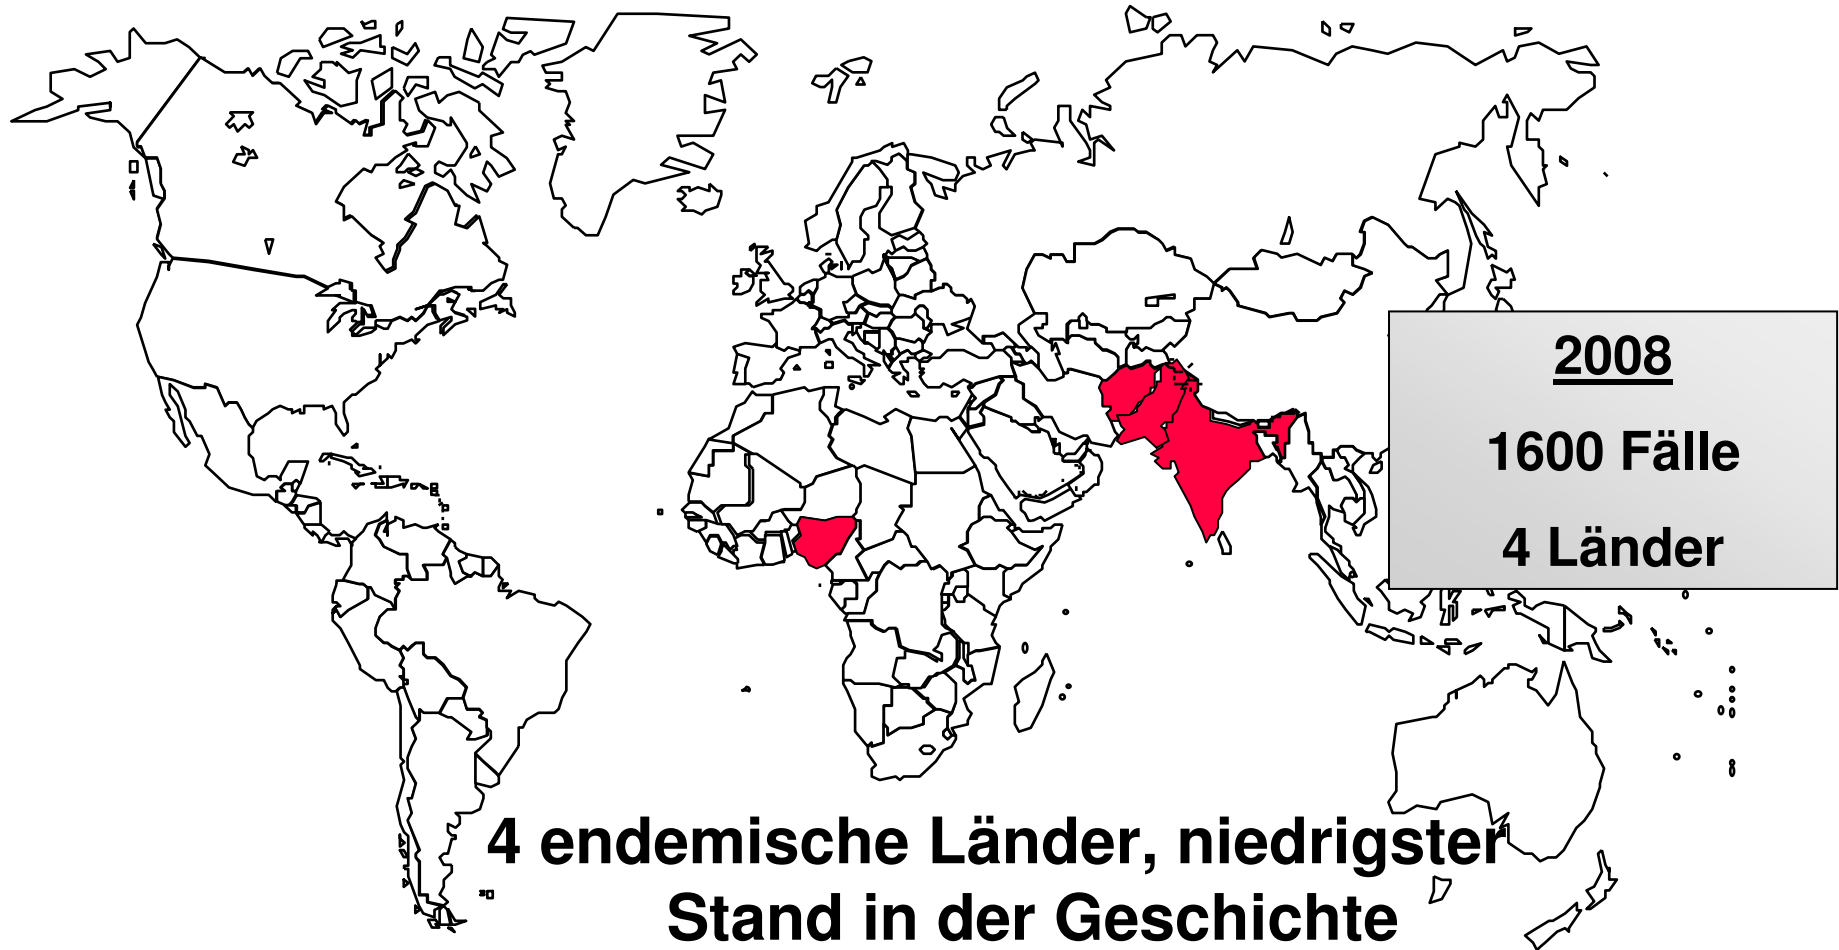 2008
1600 Fälle
4 Länder
4 endemische Länder, niedrigster
Stand in der Geschichte